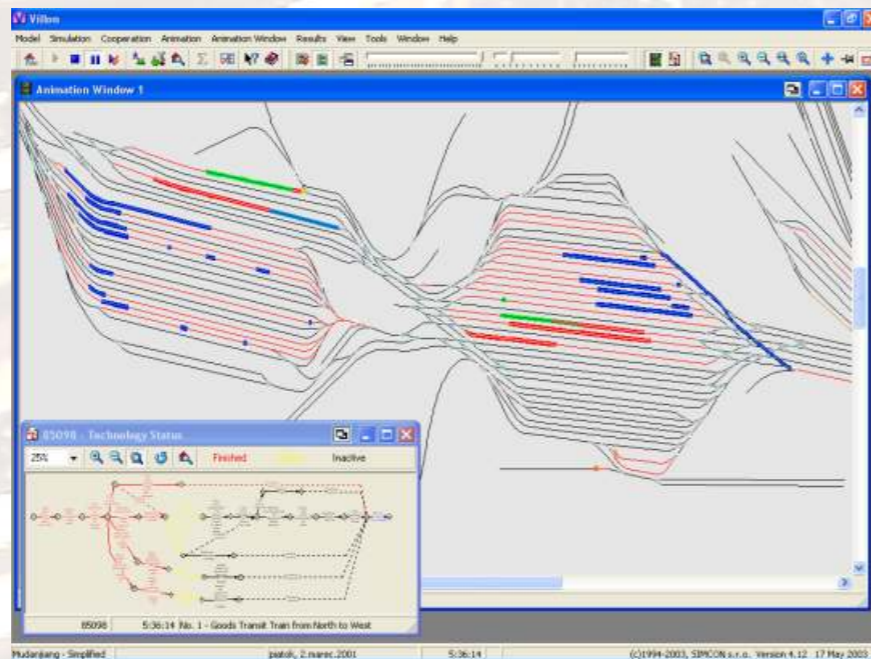 Villon
Model Simulation Cooperation Animation Animation Window Results View Tools Window Help
Animation Window 1
85098 - Technology Status
25% Finished Inactive
85098 5:36:14 No. 1 - Goods Transit Train from North to West
Mudanjiang - Simplified piatok, 2.marec.2001 5:36:14 (c)1994-2003, SIMCON s.r.o. Version 4.12 17 May 2003